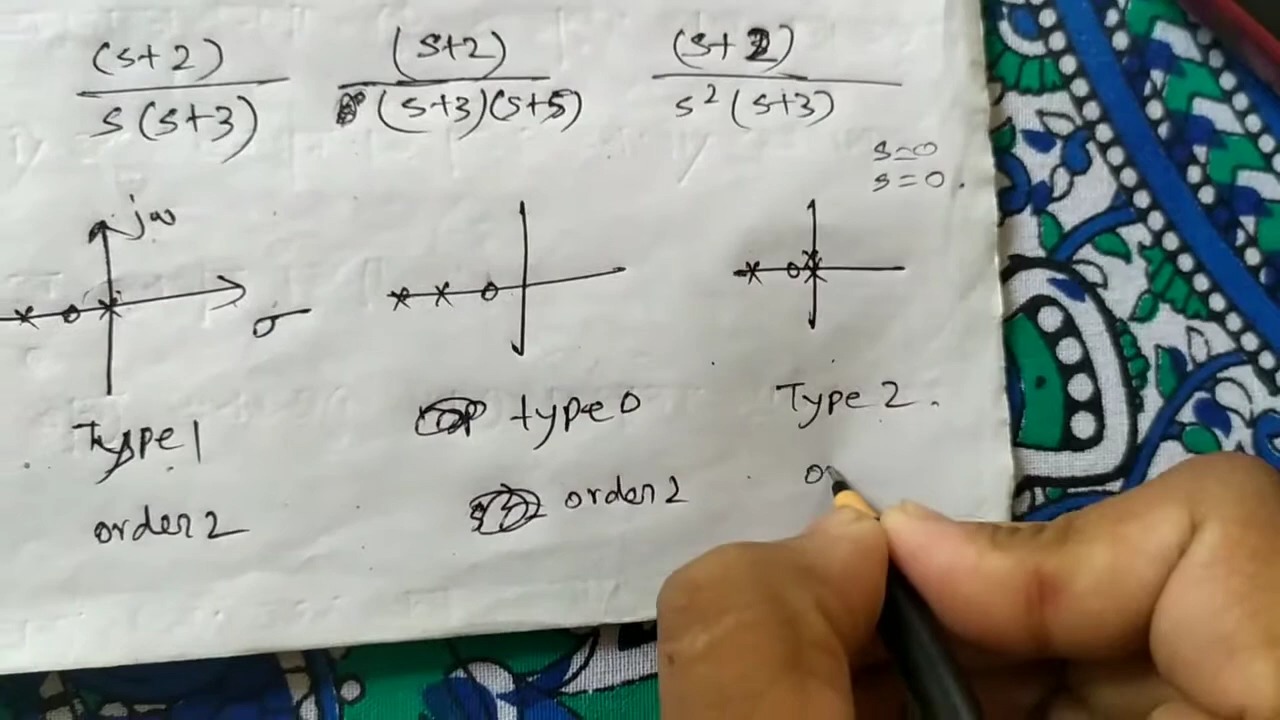 (s+2) (s+2) (s+2)
s(s+3) (s+3)(s+5) s²(s+3)
s=0
s=0.
jω
σ
Type 1 type 0 Type 2.
order 2 order 2 o